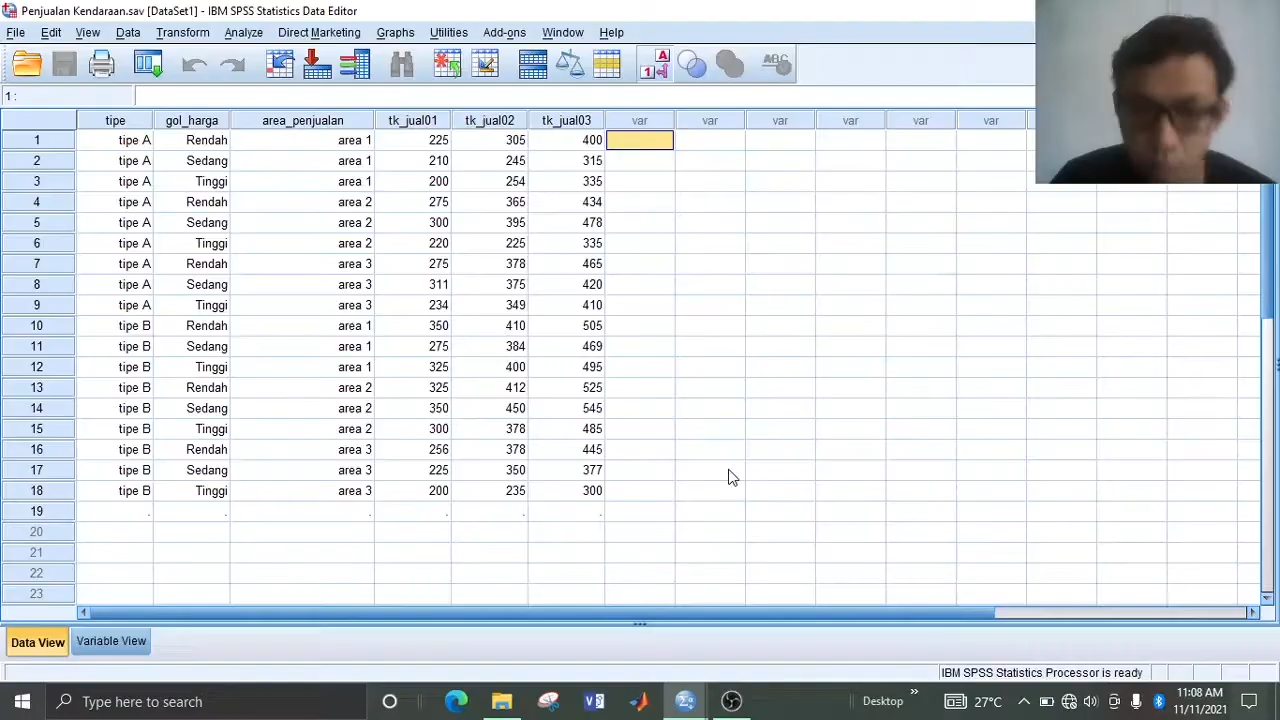 Penjualan Kendaraan.sav [DataSet1] - IBM SPSS Statistics Data Editor
File Edit View Data Transform Analyze Direct Marketing Graphs Utilities Add-ons Window Help
1 :
tipe gol_harga area_penjualan tk_jual01 tk_jual02 tk_jual03 var var var var var var
1 tipe A Rendah area 1 225 305 400
2 tipe A Sedang area 1 210 245 315
3 tipe A Tinggi area 1 200 254 335
4 tipe A Rendah area 2 275 365 434
5 tipe A Sedang area 2 300 395 478
6 tipe A Tinggi area 2 220 225 335
7 tipe A Rendah area 3 275 378 465
8 tipe A Sedang area 3 311 375 420
9 tipe A Tinggi area 3 234 349 410
10 tipe B Rendah area 1 350 410 505
11 tipe B Sedang area 1 275 384 469
12 tipe B Tinggi area 1 325 400 495
13 tipe B Rendah area 2 325 412 525
14 tipe B Sedang area 2 350 450 545
15 tipe B Tinggi area 2 300 378 485
16 tipe B Rendah area 3 256 378 445
17 tipe B Sedang area 3 225 350 377
18 tipe B Tinggi area 3 200 235 300
19 . . . . . .
20
21
22
23
Data View Variable View
IBM SPSS Statistics Processor is ready
Type here to search
Desktop
27°C
11:08 AM
11/11/2021